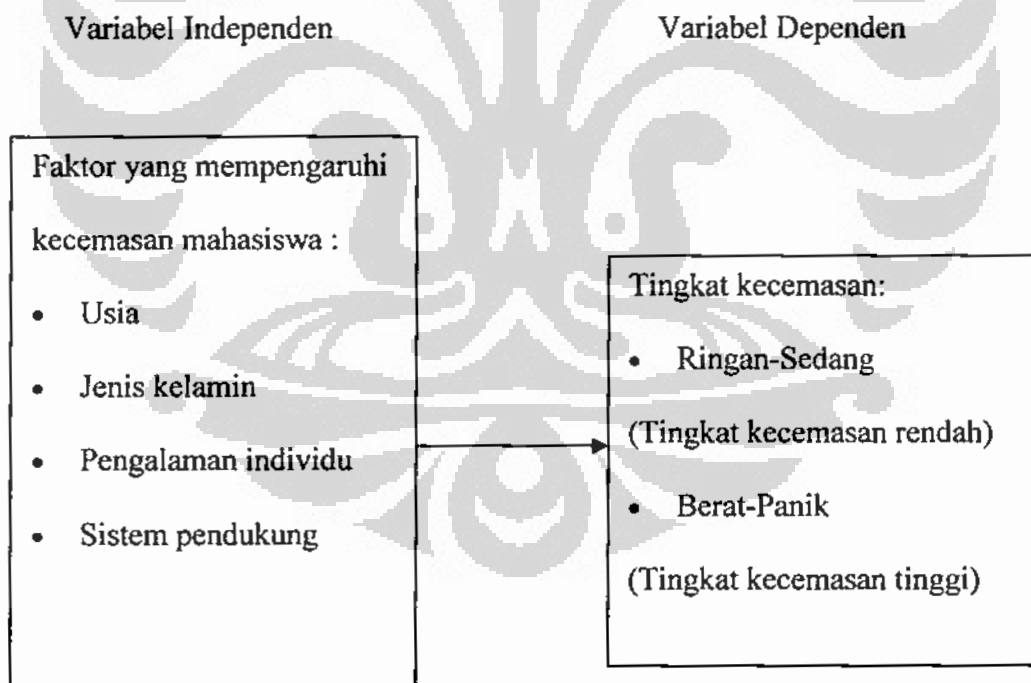 Variabel Independen
Variabel Dependen
Faktor yang mempengaruhi
kecemasan mahasiswa :
• Usia
• Jenis kelamin
• Pengalaman individu
• Sistem pendukung
Tingkat kecemasan:
• Ringan-Sedang
(Tingkat kecemasan rendah)
• Berat-Panik
(Tingkat kecemasan tinggi)